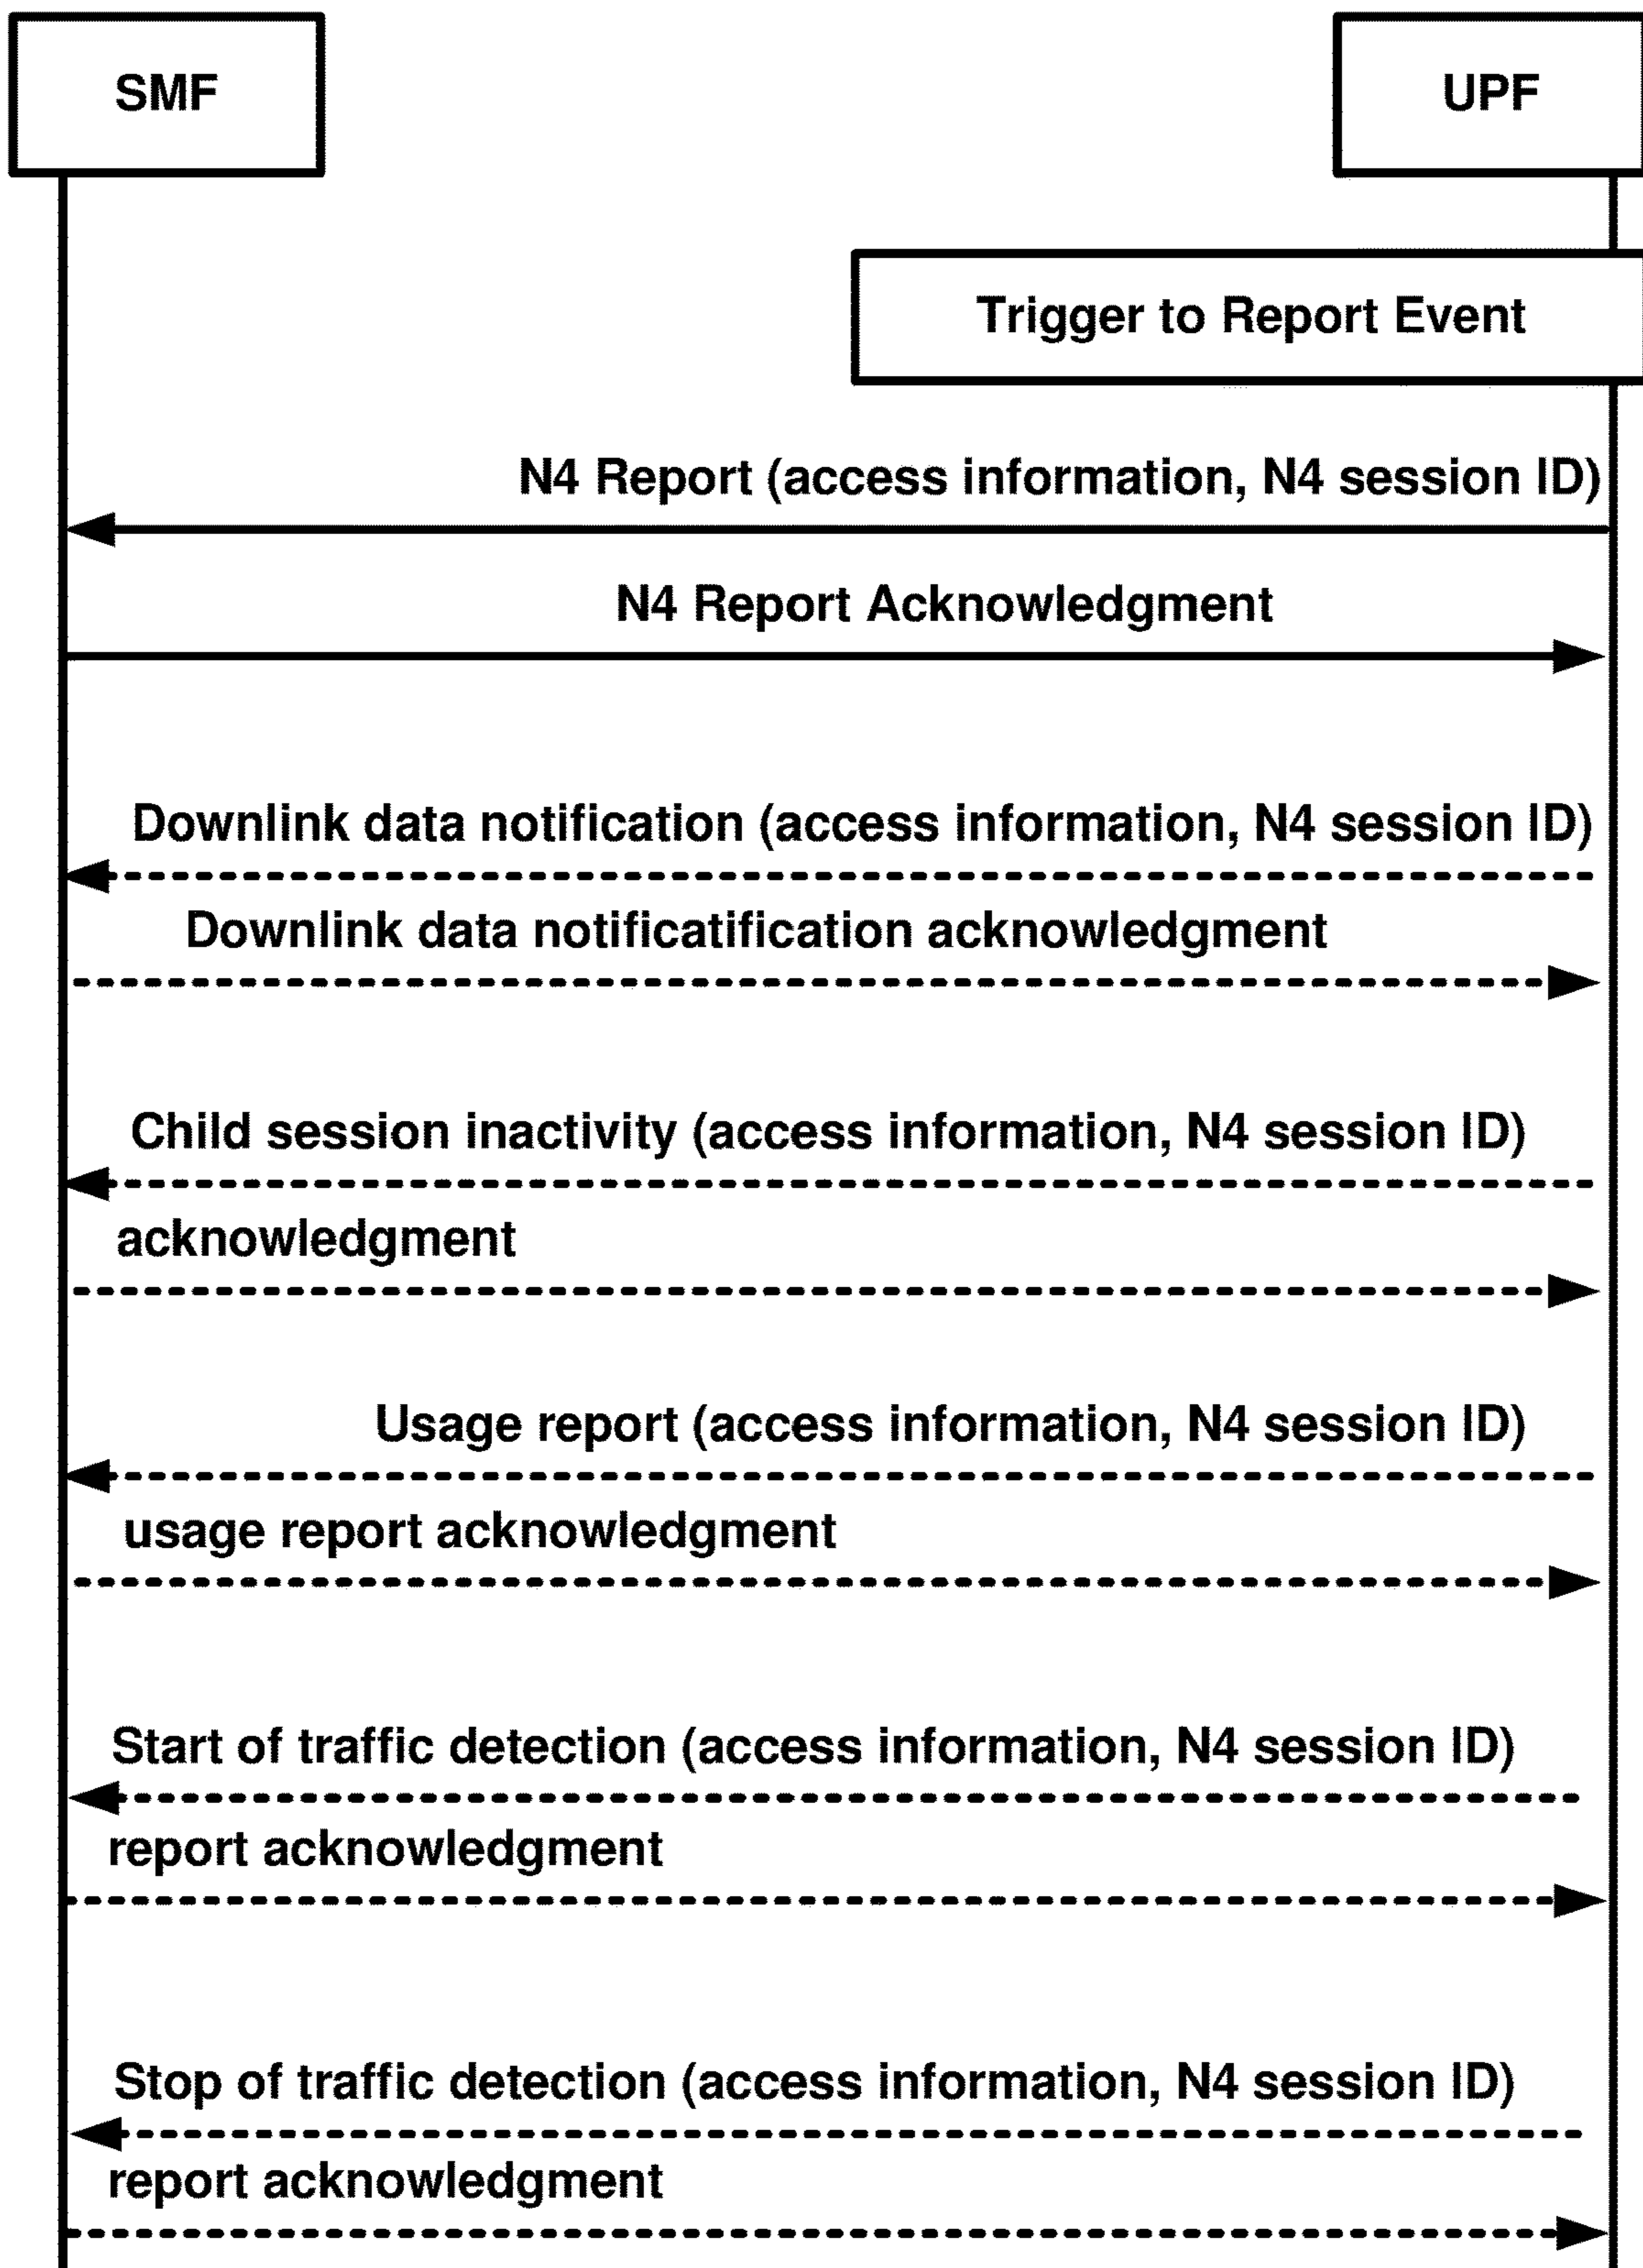 SMF
UPF
Trigger to Report Event
N4 Report (access information, N4 session ID)
N4 Report Acknowledgment
Downlink data notification (access information, N4 session ID)
Downlink data notificatification acknowledgment
Child session inactivity (access information, N4 session ID)
acknowledgment
Usage report (access information, N4 session ID)
usage report acknowledgment
Start of traffic detection (access information, N4 session ID)
report acknowledgment
Stop of traffic detection (access information, N4 session ID)
report acknowledgment